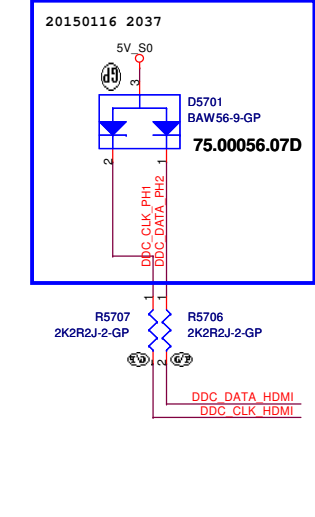 20150116 2037
5V_S0
GP
3
D5701
BAW56-9-GP
75.00056.07D
2
1
DDC_CLK_PH1
DDC_DATA_PH2
1
1
R5707
2K2R2J-2-GP
R5706
2K2R2J-2-GP
2
DDC_DATA_HDMI
DDC_CLK_HDMI